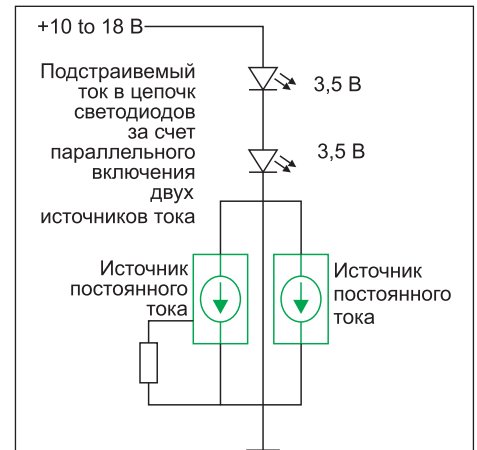 +10 to 18 В
Подстраивемый
ток в цепочк
светодиодов
за счет
параллельного
включения
двух
источников тока
3,5 В
3,5 В
Источник
постоянного
тока
Источник
постоянного
тока